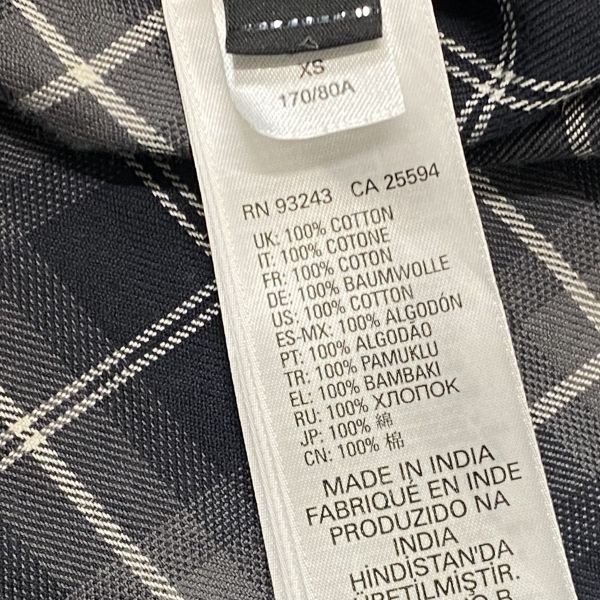 XS
170/80A
RN 93243 CA 25594
UK: 100% COTTON
IT: 100% COTONE
FR: 100% COTON
DE: 100% BAUMWOLLE
US: 100% COTTON
ES-MX: 100% ALGODÓN
PT: 100% ALGODÃO
TR: 100% PAMUKLU
EL: 100% BAMBAKI
RU: 100% ХЛОПОК
JP: 100% 綿
CN: 100% 棉
MADE IN INDIA
FABRIQUÉ EN INDE
PRODUZIDO NA
INDIA
HİNDİSTAN'DA
ÜRETİLMİŞTİR.